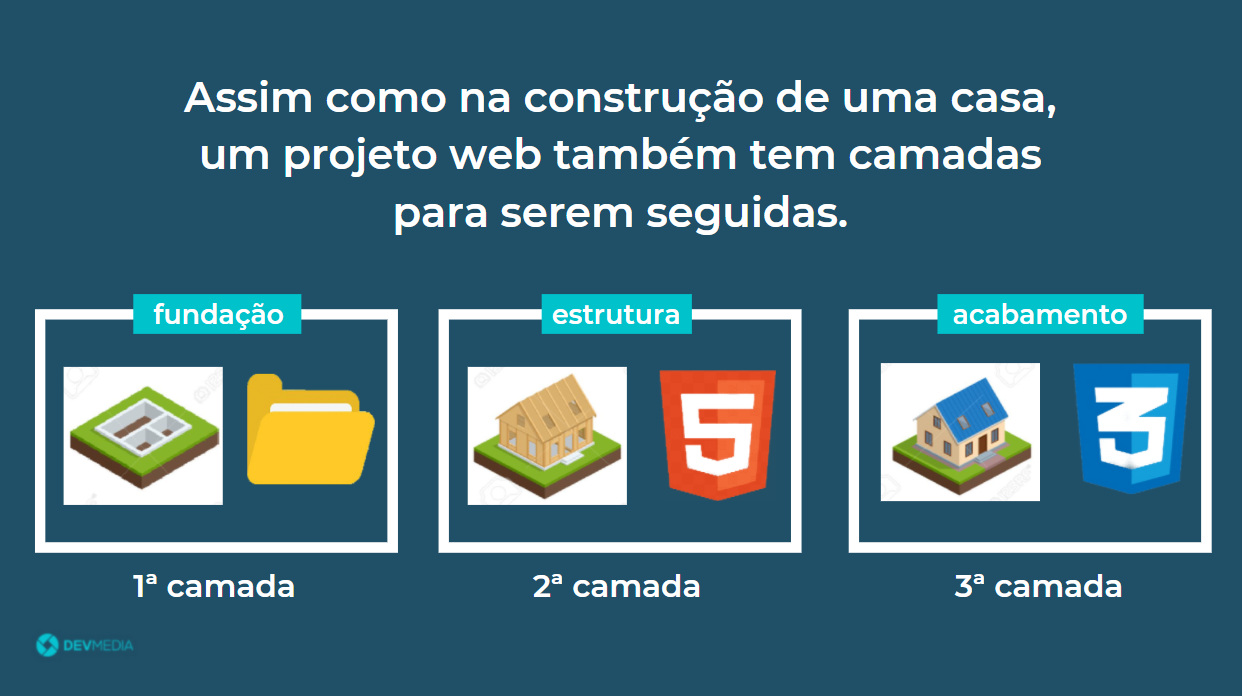 Assim como na construção de uma casa,
um projeto web também tem camadas
para serem seguidas.
fundação
estrutura
acabamento
5
3
1ª camada
2ª camada
3ª camada
DEVMEDIA